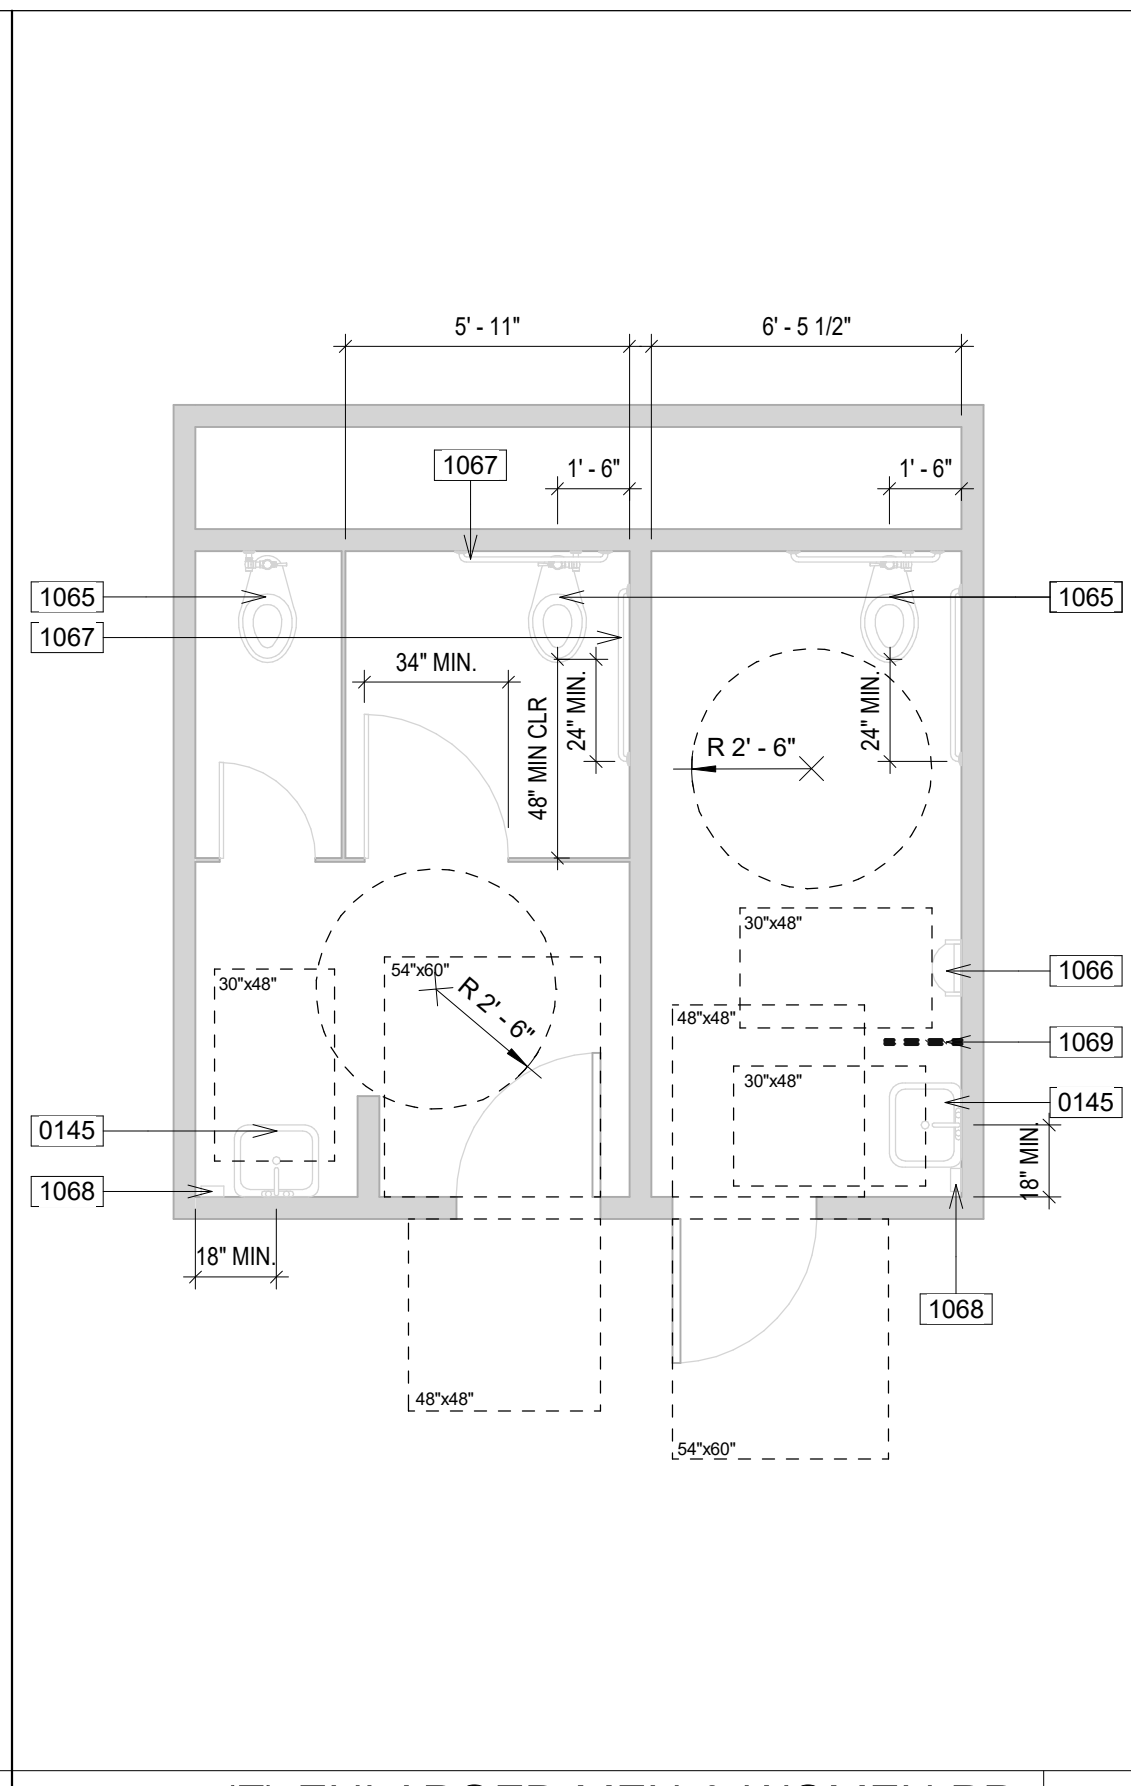 5' - 11"
6' - 5 1/2"
1067
1' - 6"
1' - 6"
1065
1065
1067
34" MIN.
48" MIN CLR
24" MIN.
24" MIN.
R 2' - 6"
30"x48"
54"x60"
1066
30"x48"
R 2' - 6"
48"x48"
1069
30"x48"
0145
0145
18" MIN.
1068
18" MIN.
1068
48"x48"
54"x60"